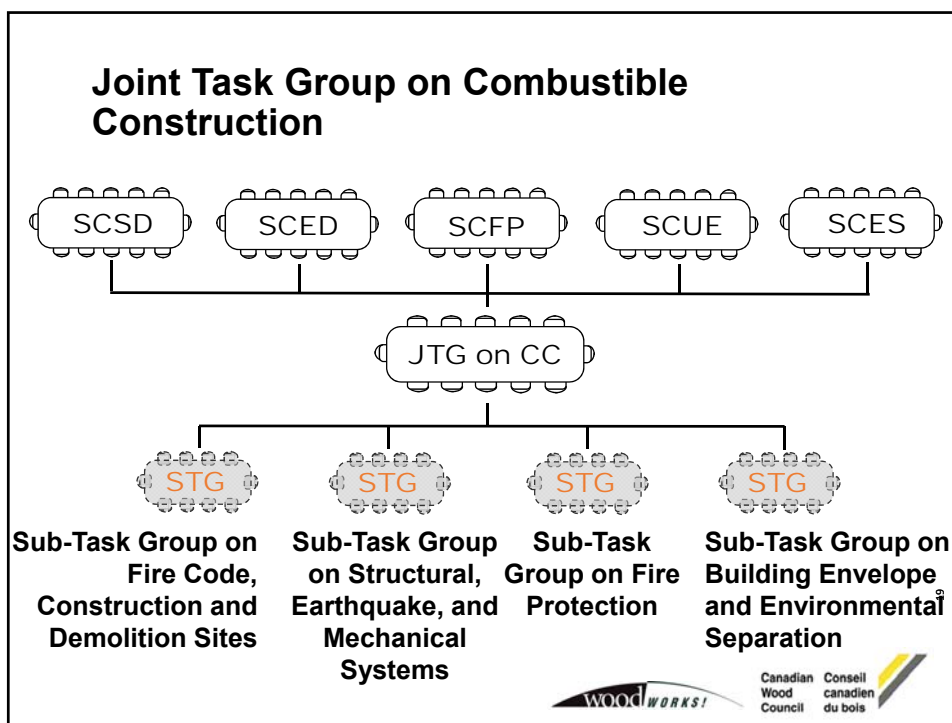 Joint Task Group on Combustible
Construction
SCSD
SCED
SCFP
SCUE
SCES
JTG on CC
STG
STG
STG
STG
Sub-Task Group on
Fire Code,
Construction and
Demolition Sites
Sub-Task Group
on Structural,
Earthquake, and
Mechanical
Systems
Sub-Task
Group on Fire
Protection
Sub-Task Group on
Building Envelope
and Environmental
Separation
wood WORKS!
Canadian
Wood
Council
Conseil
canadien
du bois